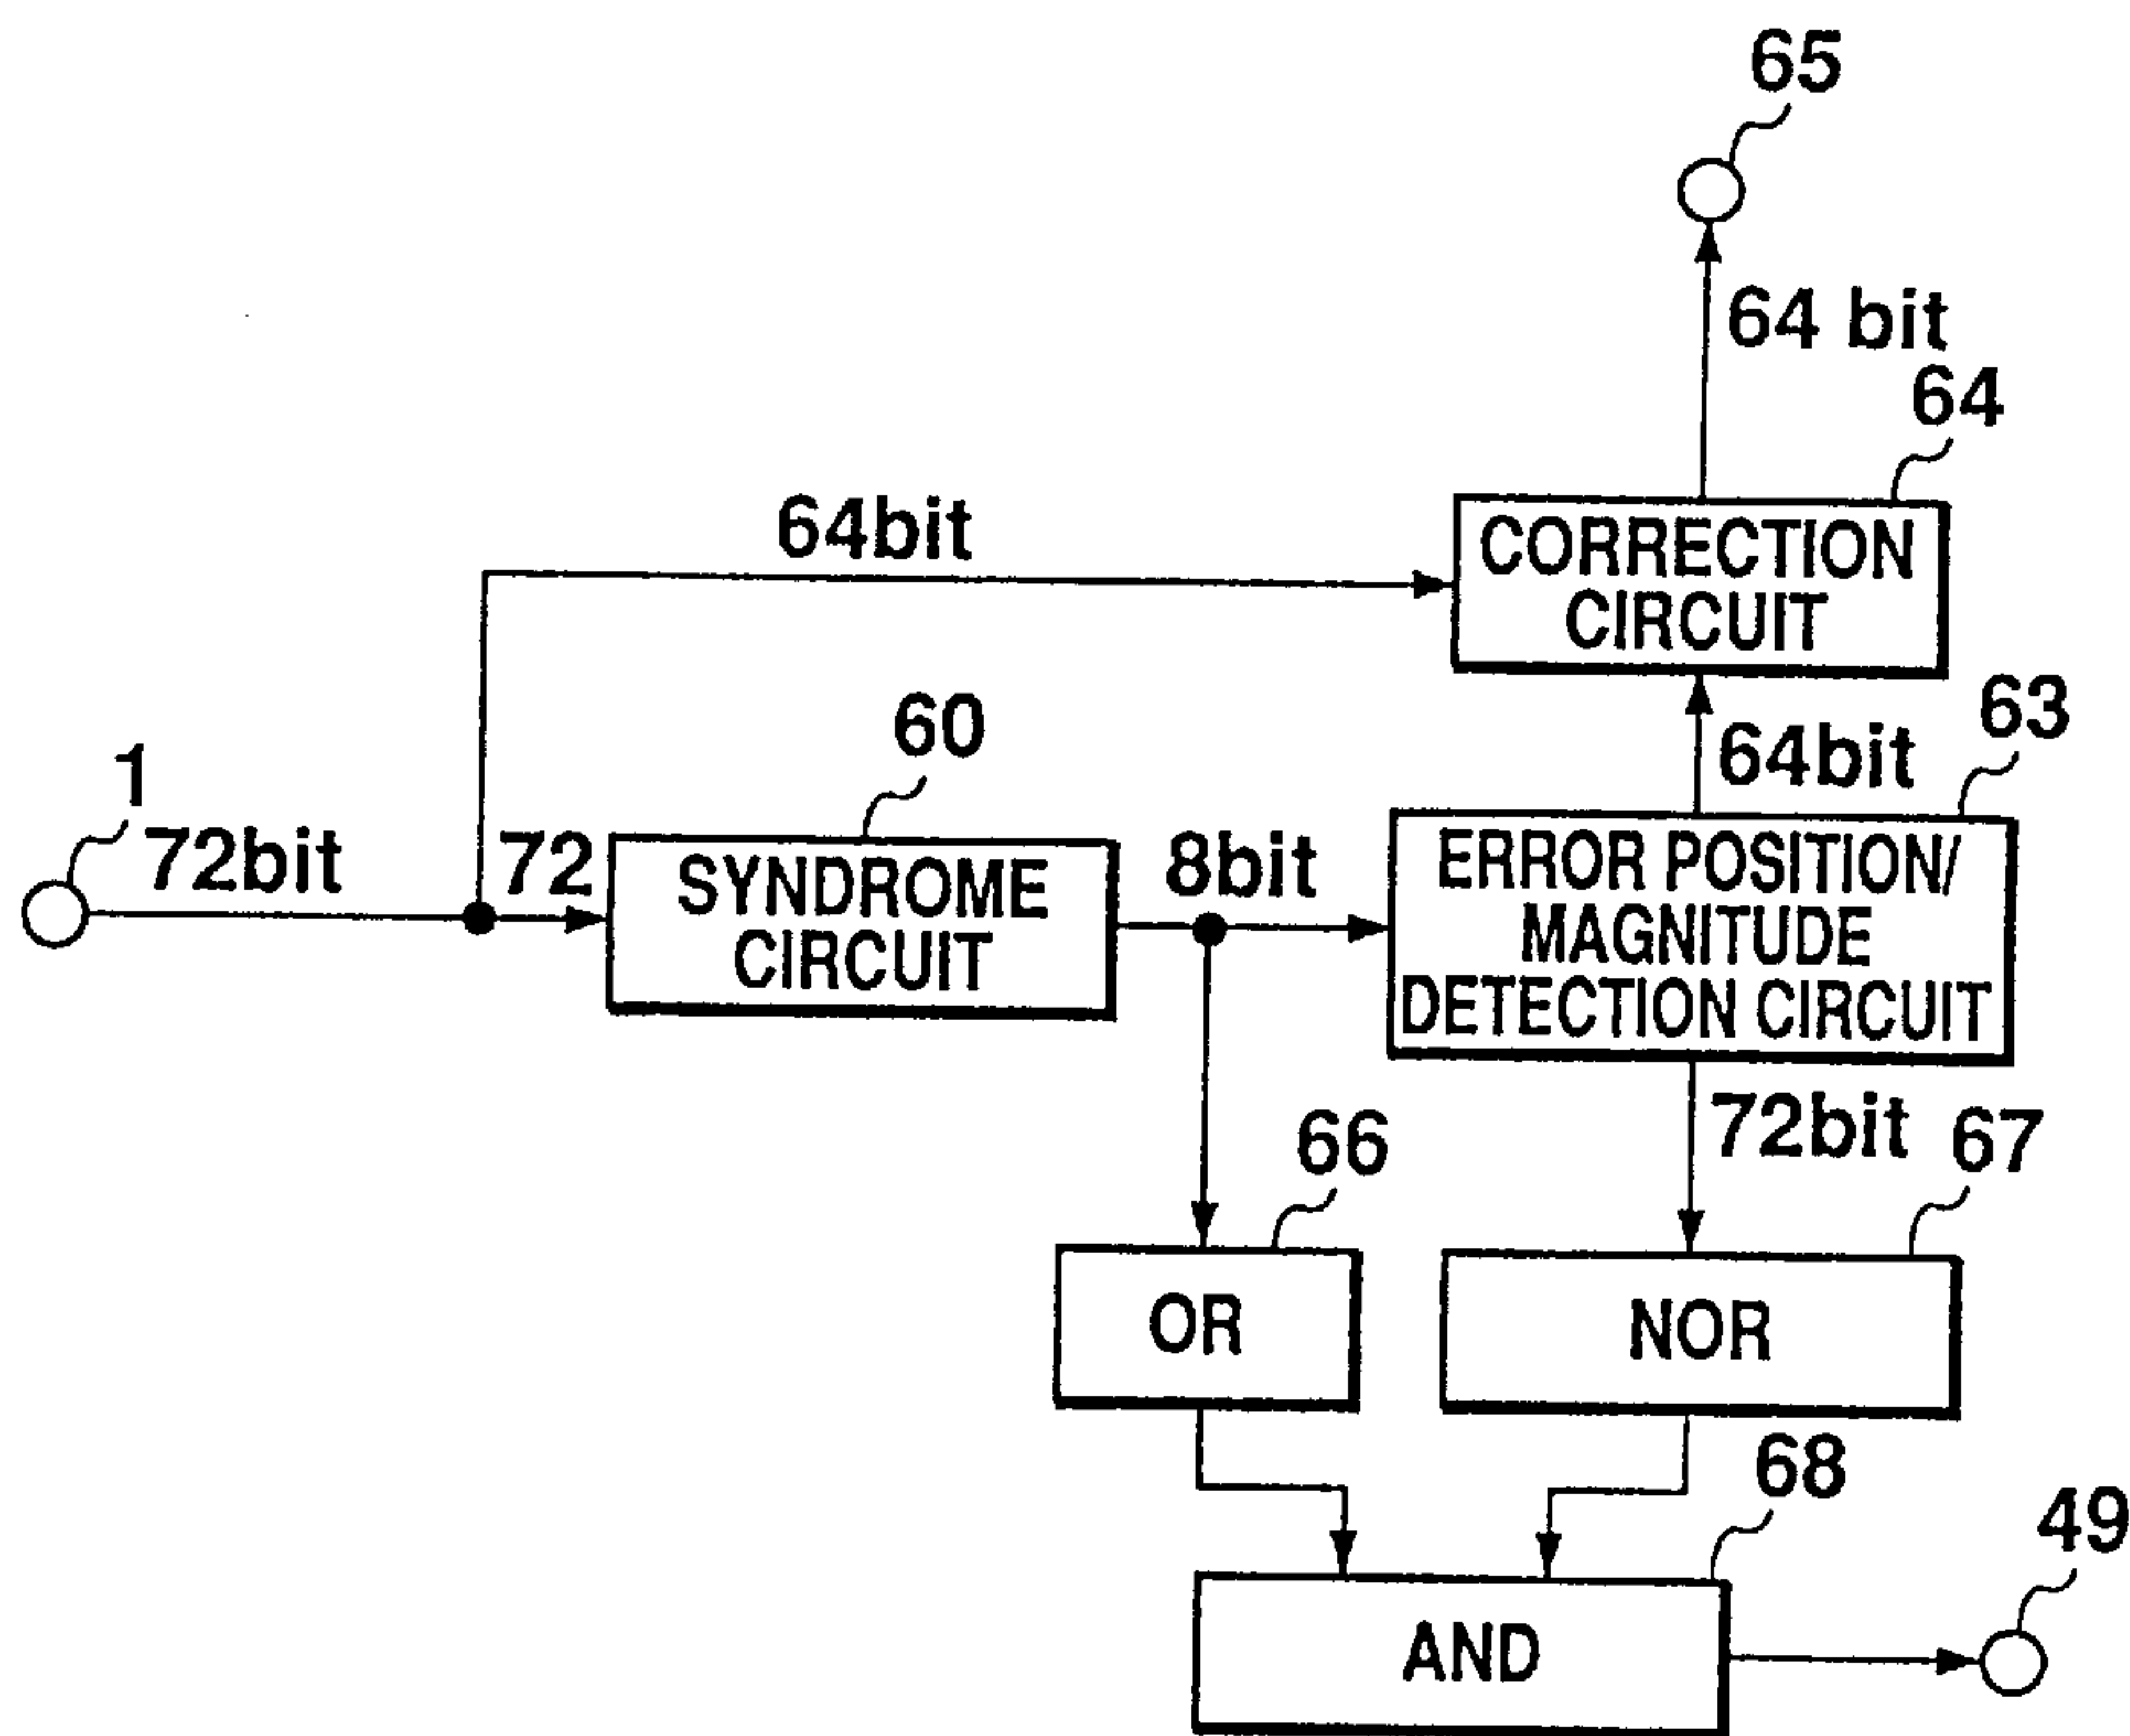 65
64 bit
64
64bit
CORRECTION
CIRCUIT
60
63
64bit
1
72bit
72
SYNDROME
CIRCUIT
8bit
ERROR POSITION/
MAGNITUDE
DETECTION CIRCUIT
72bit
66
67
OR
NOR
68
49
AND